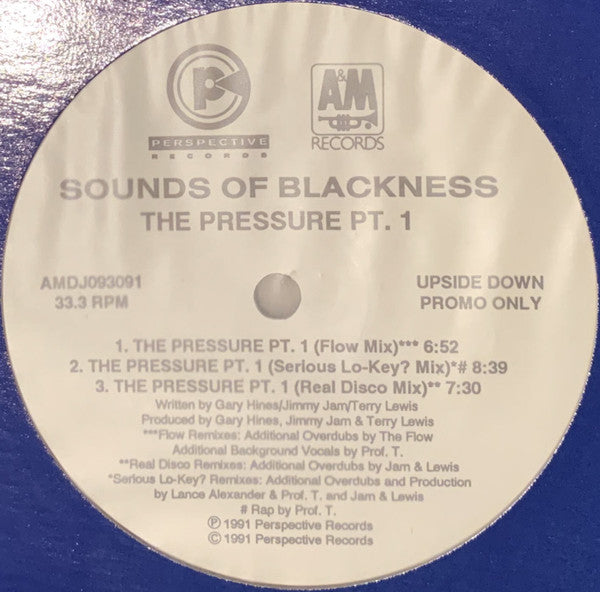 PERSPECTIVE
RECORDS
A&M
RECORDS
SOUNDS OF BLACKNESS
THE PRESSURE PT. 1
AMDJ093091
33.3 RPM
UPSIDE DOWN
PROMO ONLY
1. THE PRESSURE PT. 1 (Flow Mix)*** 6:52
2. THE PRESSURE PT. 1 (Serious Lo-Key? Mix)*# 8:39
3. THE PRESSURE PT. 1 (Real Disco Mix)** 7:30
Written by Gary Hines/Jimmy Jam/Terry Lewis
Produced by Gary Hines, Jimmy Jam & Terry Lewis
***Flow Remixes: Additional Overdubs by The Flow
Additional Background Vocals by Prof. T.
**Real Disco Remixes: Additional Overdubs by Jam & Lewis
*Serious Lo-Key? Remixes: Additional Overdubs and Production
by Lance Alexander & Prof. T. and Jam & Lewis
# Rap by Prof. T.
Ⓟ 1991 Perspective Records
© 1991 Perspective Records